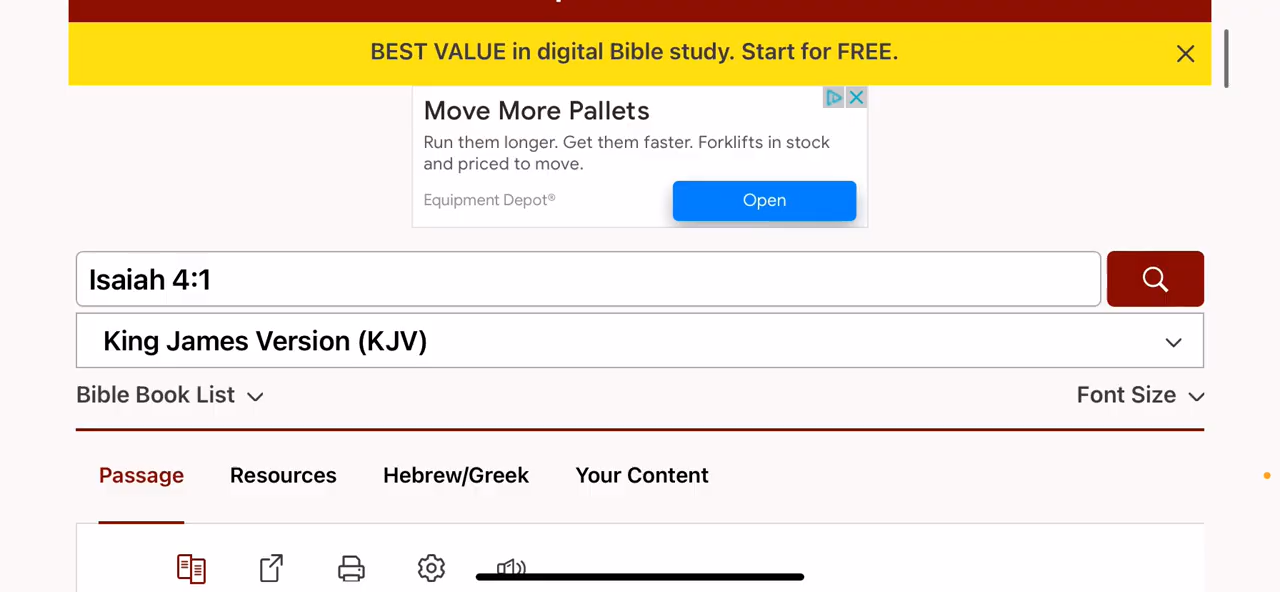 BEST VALUE in digital Bible study. Start for FREE.
Move More Pallets
Run them longer. Get them faster. Forklifts in stock
and priced to move.
Equipment Depot®
Open
Isaiah 4:1
King James Version (KJV)
Bible Book List
Font Size
Passage Resources Hebrew/Greek Your Content